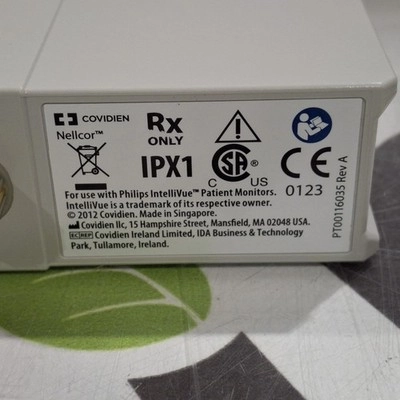 COVIDIEN
Nellcor™
Rx
ONLY
IPX1
C US
0123
For use with Philips IntelliVue™ Patient Monitors.
IntelliVue is a trademark of its respective owner.
© 2012 Covidien. Made in Singapore.
Covidien llc, 15 Hampshire Street, Mansfield, MA 02048 USA.
EC REP Covidien Ireland Limited, IDA Business & Technology
Park, Tullamore, Ireland.
PT00116035 Rev A